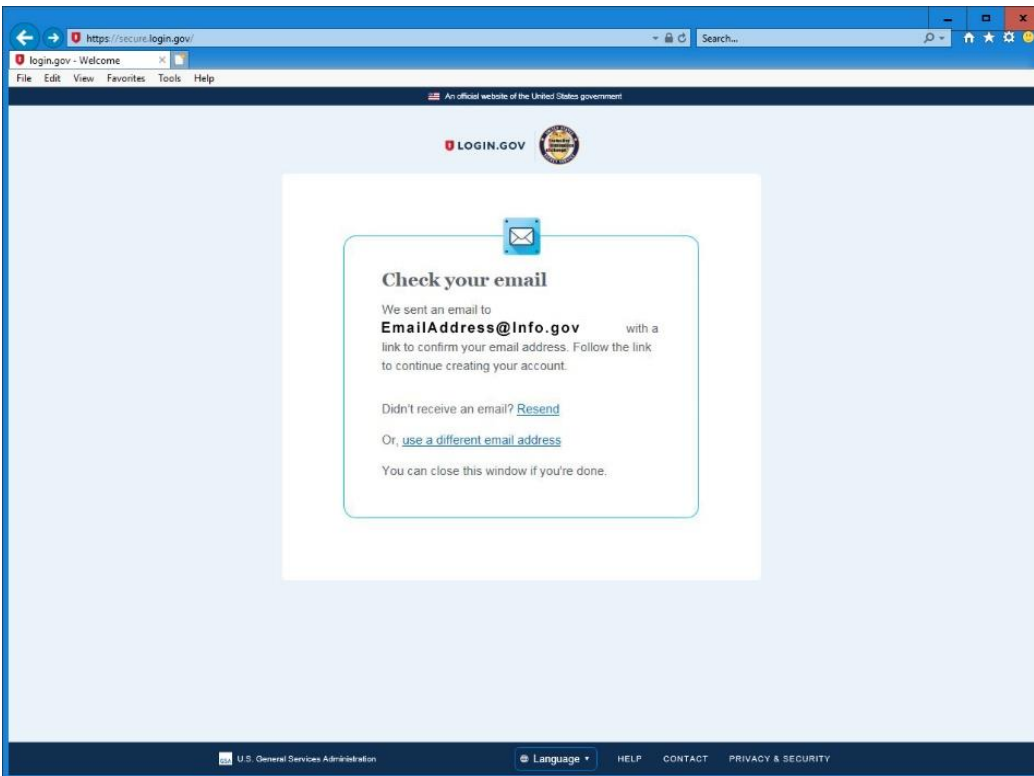 https://secure.login.gov/
Search...
login.gov - Welcome
File Edit View Favorites Tools Help
An official website of the United States government
LOGIN.GOV
Check your email
We sent an email to
EmailAddress@Info.gov with a
link to confirm your email address. Follow the link
to continue creating your account.
Didn't receive an email? Resend
Or, use a different email address
You can close this window if you're done.
GSA U.S. General Services Administration Language HELP CONTACT PRIVACY & SECURITY